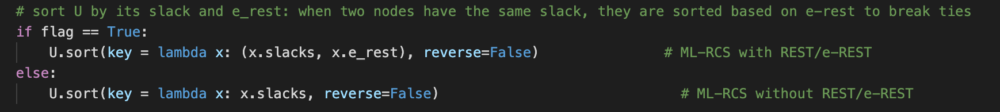 # sort U by its slack and e_rest: when two nodes have the same slack, they are sorted based on e-rest to break ties
if flag == True:
    U.sort(key = lambda x: (x.slacks, x.e_rest), reverse=False)               # ML-RCS with REST/e-REST
else:
    U.sort(key = lambda x: x.slacks, reverse=False)                             # ML-RCS without REST/e-REST